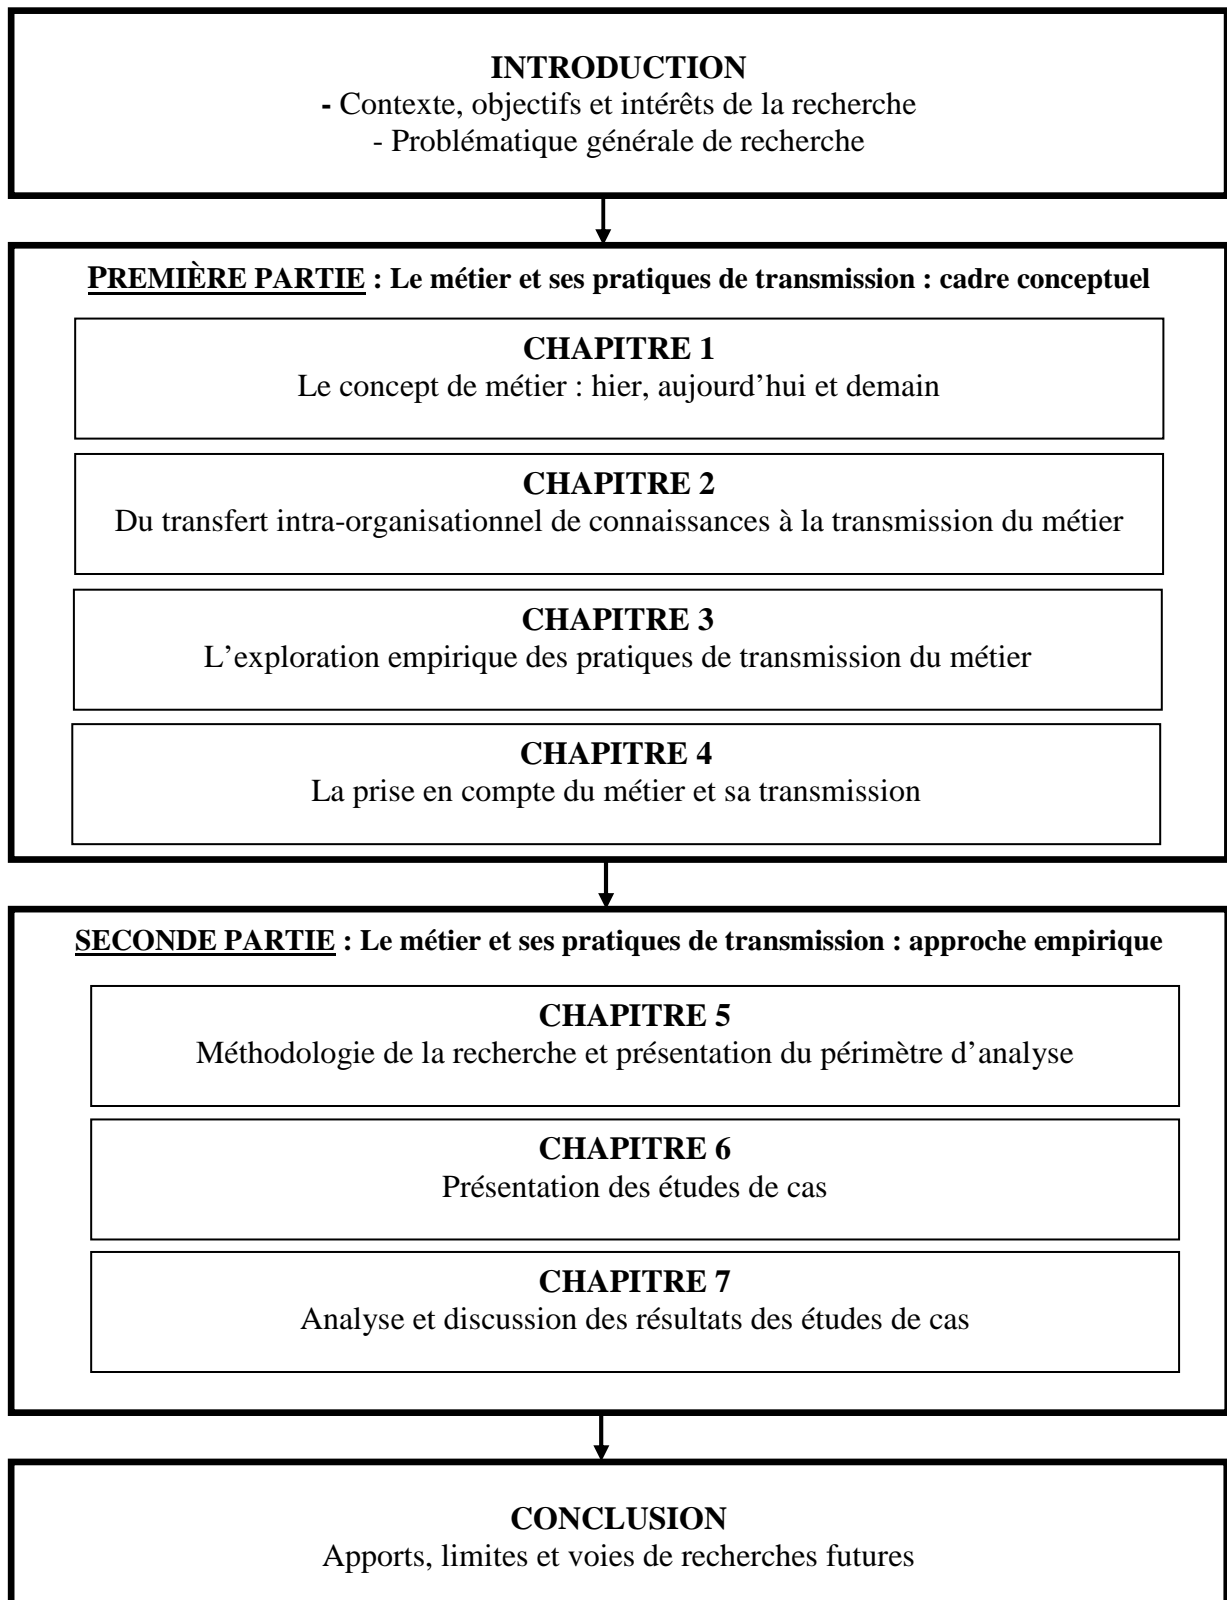 INTRODUCTION
- Contexte, objectifs et intérêts de la recherche
- Problématique générale de recherche
PREMIÈRE PARTIE : Le métier et ses pratiques de transmission : cadre conceptuel
CHAPITRE 1
Le concept de métier : hier, aujourd’hui et demain
CHAPITRE 2
Du transfert intra-organisationnel de connaissances à la transmission du métier
CHAPITRE 3
L’exploration empirique des pratiques de transmission du métier
CHAPITRE 4
La prise en compte du métier et sa transmission
SECONDE PARTIE : Le métier et ses pratiques de transmission : approche empirique
CHAPITRE 5
Méthodologie de la recherche et présentation du périmètre d’analyse
CHAPITRE 6
Présentation des études de cas
CHAPITRE 7
Analyse et discussion des résultats des études de cas
CONCLUSION
Apports, limites et voies de recherches futures